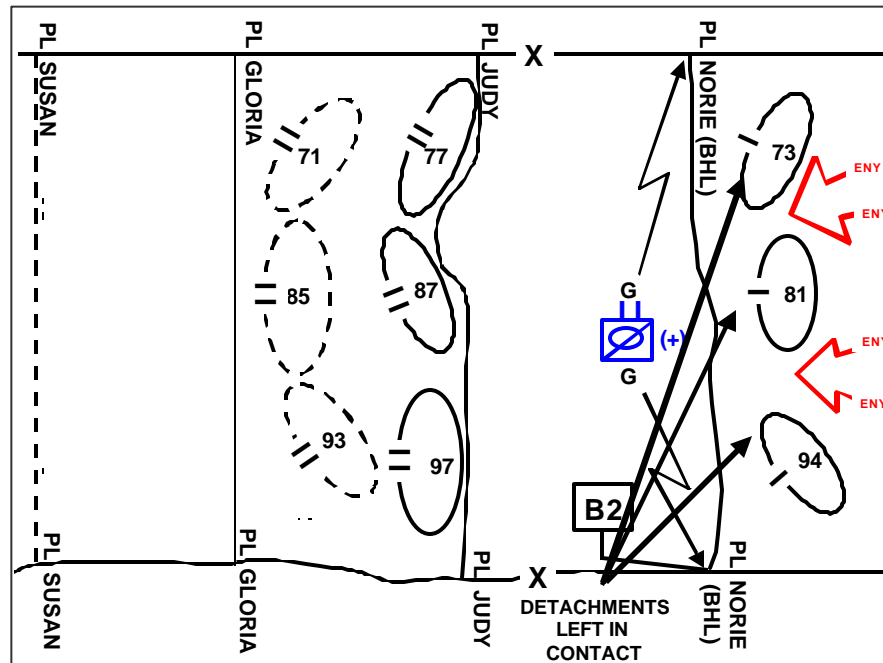 PL SUSAN
PL GLORIA
PL JUDY
X
PL NORIE (BHL)
71
77
73
ENY
ENY
85
87
G
(+)
G
81
ENY
ENY
93
97
94
B2
PL SUSAN
PL GLORIA
PL JUDY
X
PL NORIE
(BHL)
DETACHMENTS
LEFT IN
CONTACT